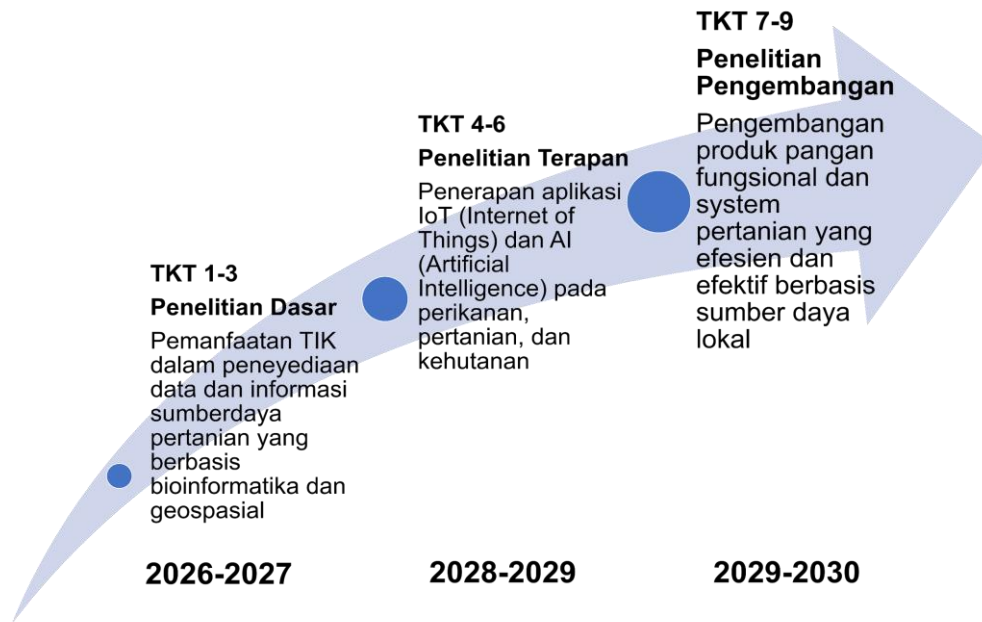 TKT 1-3
Penelitian Dasar
Pemanfaatan TIK
dalam peneyediaan
data dan informasi
sumberdaya
pertanian yang
berbasis
bioinformatika dan
geospasial
2026-2027
TKT 4-6
Penelitian Terapan
Penerapan aplikasi
IoT (Internet of
Things) dan AI
(Artificial
Intelligence) pada
perikanan,
pertanian, dan
kehutanan
2028-2029
TKT 7-9
Penelitian
Pengembangan
Pengembangan
produk pangan
fungsional dan
system
pertanian yang
efesien dan
efektif berbasis
sumber daya
lokal
2029-2030